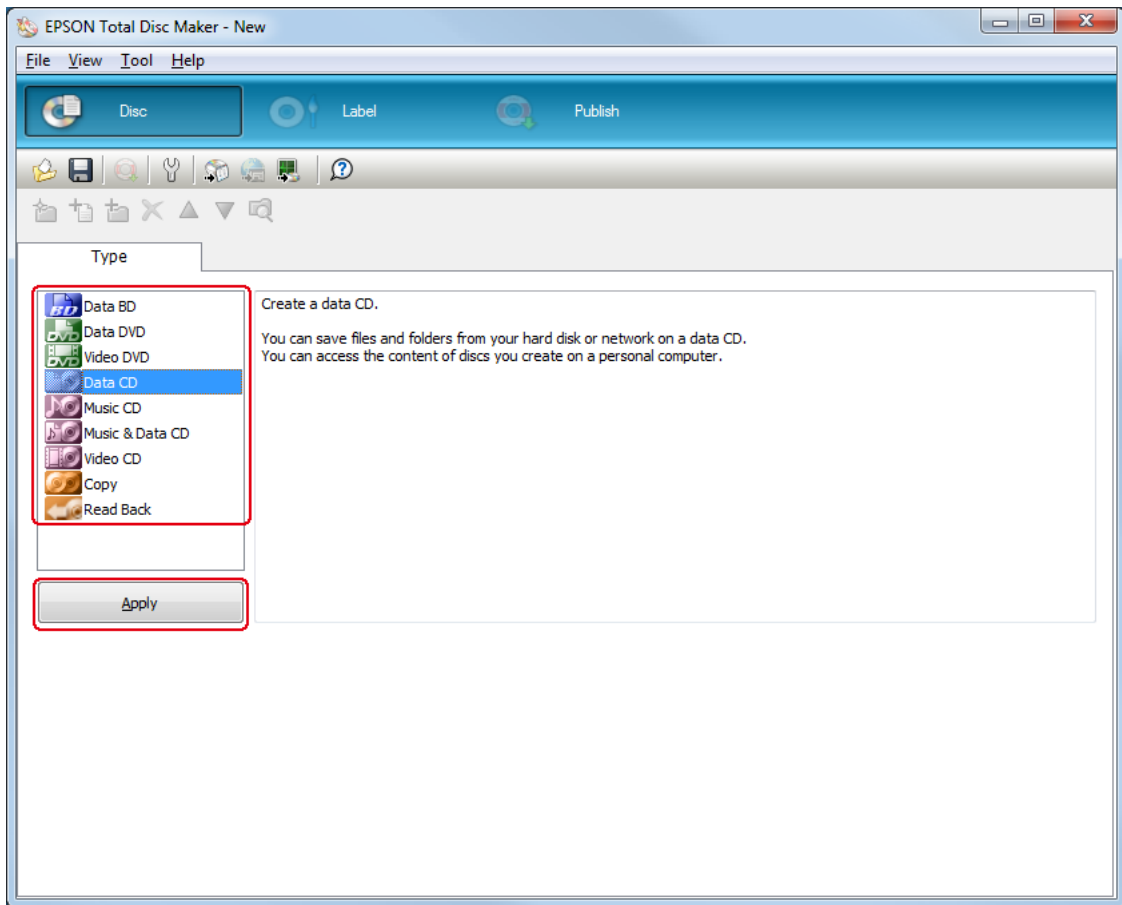 EPSON Total Disc Maker - New
File View Tool Help
Disc Label Publish
Type
Data BD
Data DVD
Video DVD
Data CD
Music CD
Music & Data CD
Video CD
Copy
Read Back
Apply
Create a data CD.
You can save files and folders from your hard disk or network on a data CD.
You can access the content of discs you create on a personal computer.